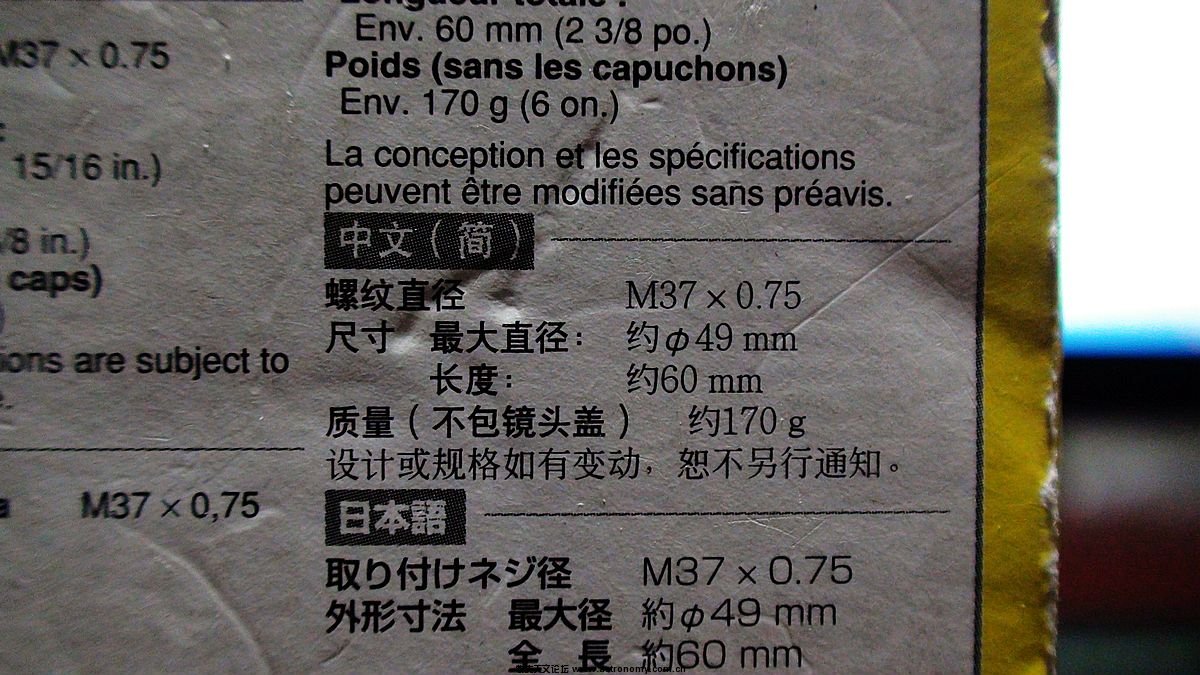 M37 x 0.75
15/16 in.)
/8 in.)
caps)
ions are subject to
M37 x 0,75
Longueur totale :
Env. 60 mm (2 3/8 po.)
Poids (sans les capuchons)
Env. 170 g (6 on.)
La conception et les spécifications
peuvent être modifiées sans préavis.
中文（简）
螺纹直径 M37 x 0.75
尺寸 最大直径： 约φ49 mm
长度： 约60 mm
质量（不包镜头盖） 约170 g
设计或规格如有变动，恕不另行通知。
日本語
取り付けネジ径 M37 x 0.75
外形寸法 最大径 約φ49 mm
全 長 約60 mm